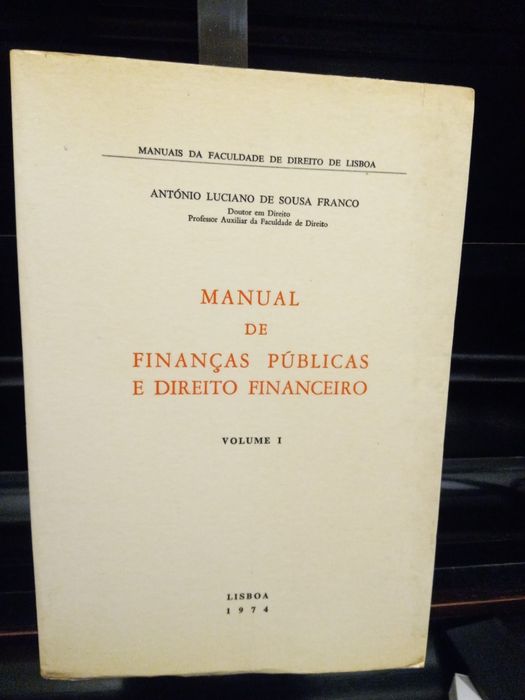 MANUAIS DA FACULDADE DE DIREITO DE LISBOA
ANTÓNIO LUCIANO DE SOUSA FRANCO
Doutor em Direito
Professor Auxiliar da Faculdade de Direito
MANUAL
DE
FINANÇAS PÚBLICAS
E DIREITO FINANCEIRO
VOLUME I
LISBOA
1974